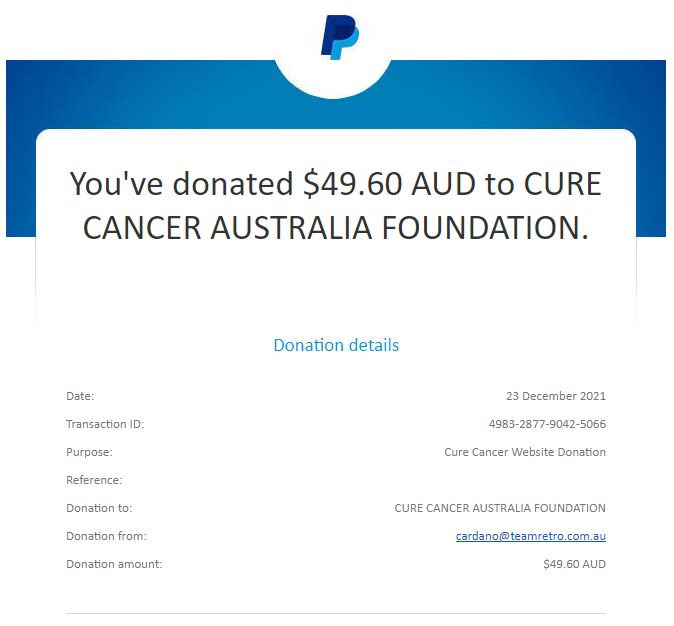 You've donated $49.60 AUD to CURE
CANCER AUSTRALIA FOUNDATION.
Donation details
Date: 23 December 2021
Transaction ID: 4983-2877-9042-5066
Purpose: Cure Cancer Website Donation
Reference:
Donation to: CURE CANCER AUSTRALIA FOUNDATION
Donation from: cardano@teamretro.com.au
Donation amount: $49.60 AUD